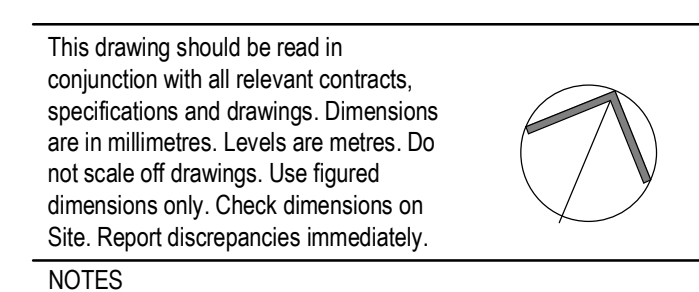 This drawing should be read in
conjunction with all relevant contracts,
specifications and drawings. Dimensions
are in millimetres. Levels are metres. Do
not scale off drawings. Use figured
dimensions only. Check dimensions on
Site. Report discrepancies immediately.
NOTES